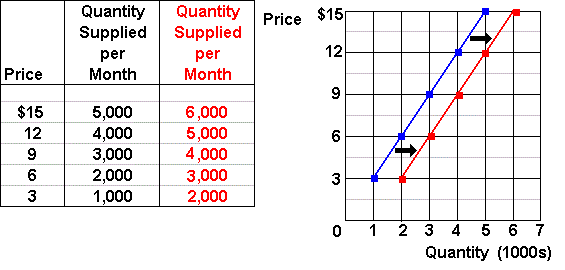 Price
Quantity Supplied per Month
Quantity Supplied per Month
$15 5,000 6,000
12 4,000 5,000
9 3,000 4,000
6 2,000 3,000
3 1,000 2,000
Price
$15
12
9
6
3
0 1 2 3 4 5 6 7
Quantity (1000s)